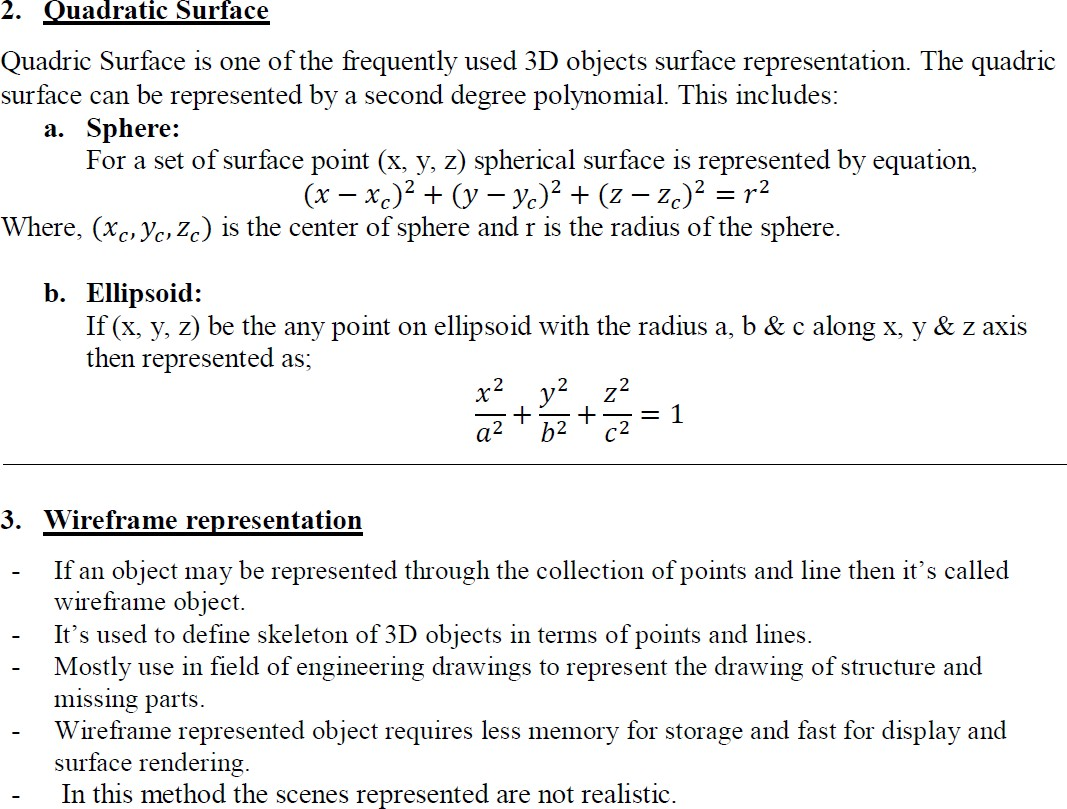 2. Quadratic Surface
Quadric Surface is one of the frequently used 3D objects surface representation. The quadric
surface can be represented by a second degree polynomial. This includes:
a. Sphere:
For a set of surface point (x, y, z) spherical surface is represented by equation,
(x − x_c)² + (y − y_c)² + (z − z_c)² = r²
Where, (x_c, y_c, z_c) is the center of sphere and r is the radius of the sphere.
b. Ellipsoid:
If (x, y, z) be the any point on ellipsoid with the radius a, b & c along x, y & z axis
then represented as;
x²/a² + y²/b² + z²/c² = 1
3. Wireframe representation
- If an object may be represented through the collection of points and line then it’s called
wireframe object.
- It’s used to define skeleton of 3D objects in terms of points and lines.
- Mostly use in field of engineering drawings to represent the drawing of structure and
missing parts.
- Wireframe represented object requires less memory for storage and fast for display and
surface rendering.
- In this method the scenes represented are not realistic.